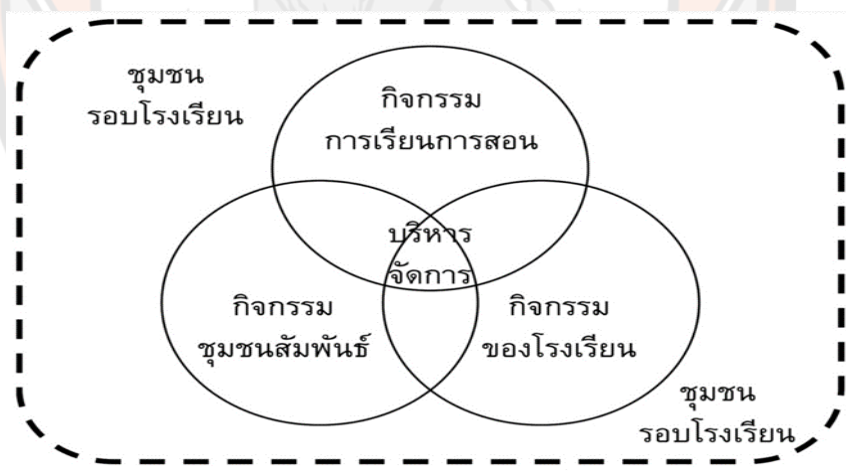 ชุมชน
รอบโรงเรียน
กิจกรรม
การเรียนการสอน
บริหาร
จัดการ
กิจกรรม
ชุมชนสัมพันธ์
กิจกรรม
ของโรงเรียน
ชุมชน
รอบโรงเรียน